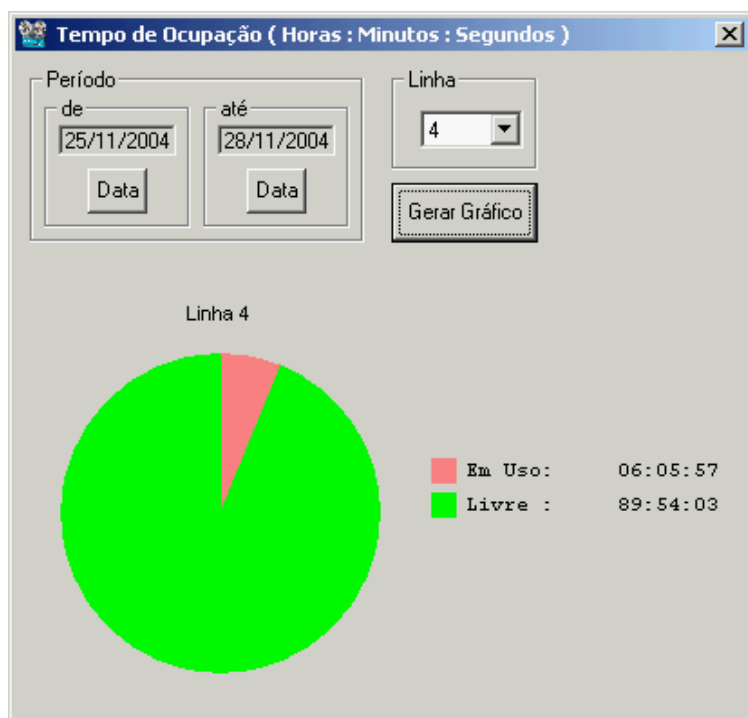 Tempo de Ocupação ( Horas : Minutos : Segundos )
Período
de
25/11/2004
Data
até
28/11/2004
Data
Linha
4
Gerar Gráfico
Linha 4
Em Uso: 06:05:57
Livre : 89:54:03